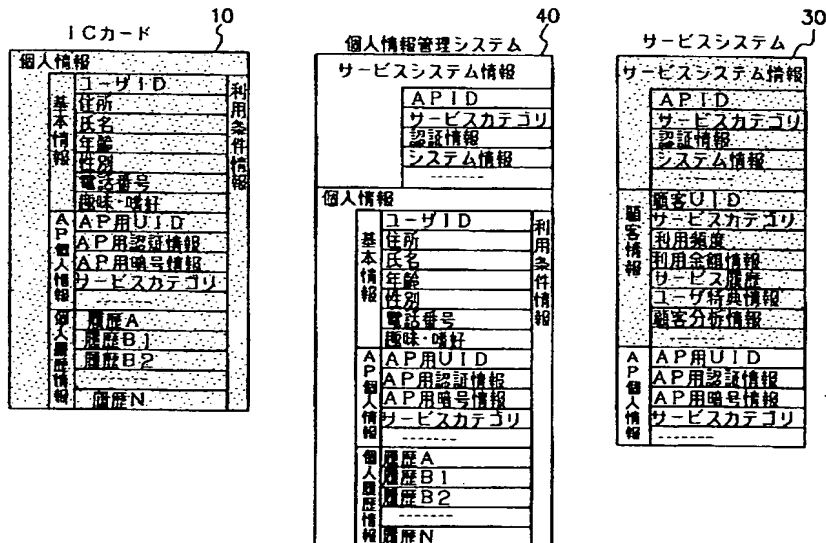 ICカード
10
個人情報
基本情報
ユーザID
住所
氏名
年齢
性別
電話番号
趣味・嗜好
利用条件情報
AP個人情報
AP用UID
AP用認証情報
AP用暗号情報
サービスカテゴリ
-------
個人履歴情報
履歴A
履歴B1
履歴B2
-------
履歴N
個人情報管理システム
40
サービスシステム情報
APID
サービスカテゴリ
認証情報
システム情報
-------
個人情報
基本情報
ユーザID
住所
氏名
年齢
性別
電話番号
趣味・嗜好
利用条件情報
AP個人情報
AP用UID
AP用認証情報
AP用暗号情報
サービスカテゴリ
-------
個人履歴情報
履歴A
履歴B1
履歴B2
-------
履歴N
サービスシステム
30
サービスシステム情報
APID
サービスカテゴリ
認証情報
システム情報
-------
顧客情報
顧客UID
サービスカテゴリ
利用頻度
利用金額情報
サービス履歴
ユーザ特典情報
顧客分析情報
-------
AP個人情報
AP用UID
AP用認証情報
AP用暗号情報
サービスカテゴリ
-------